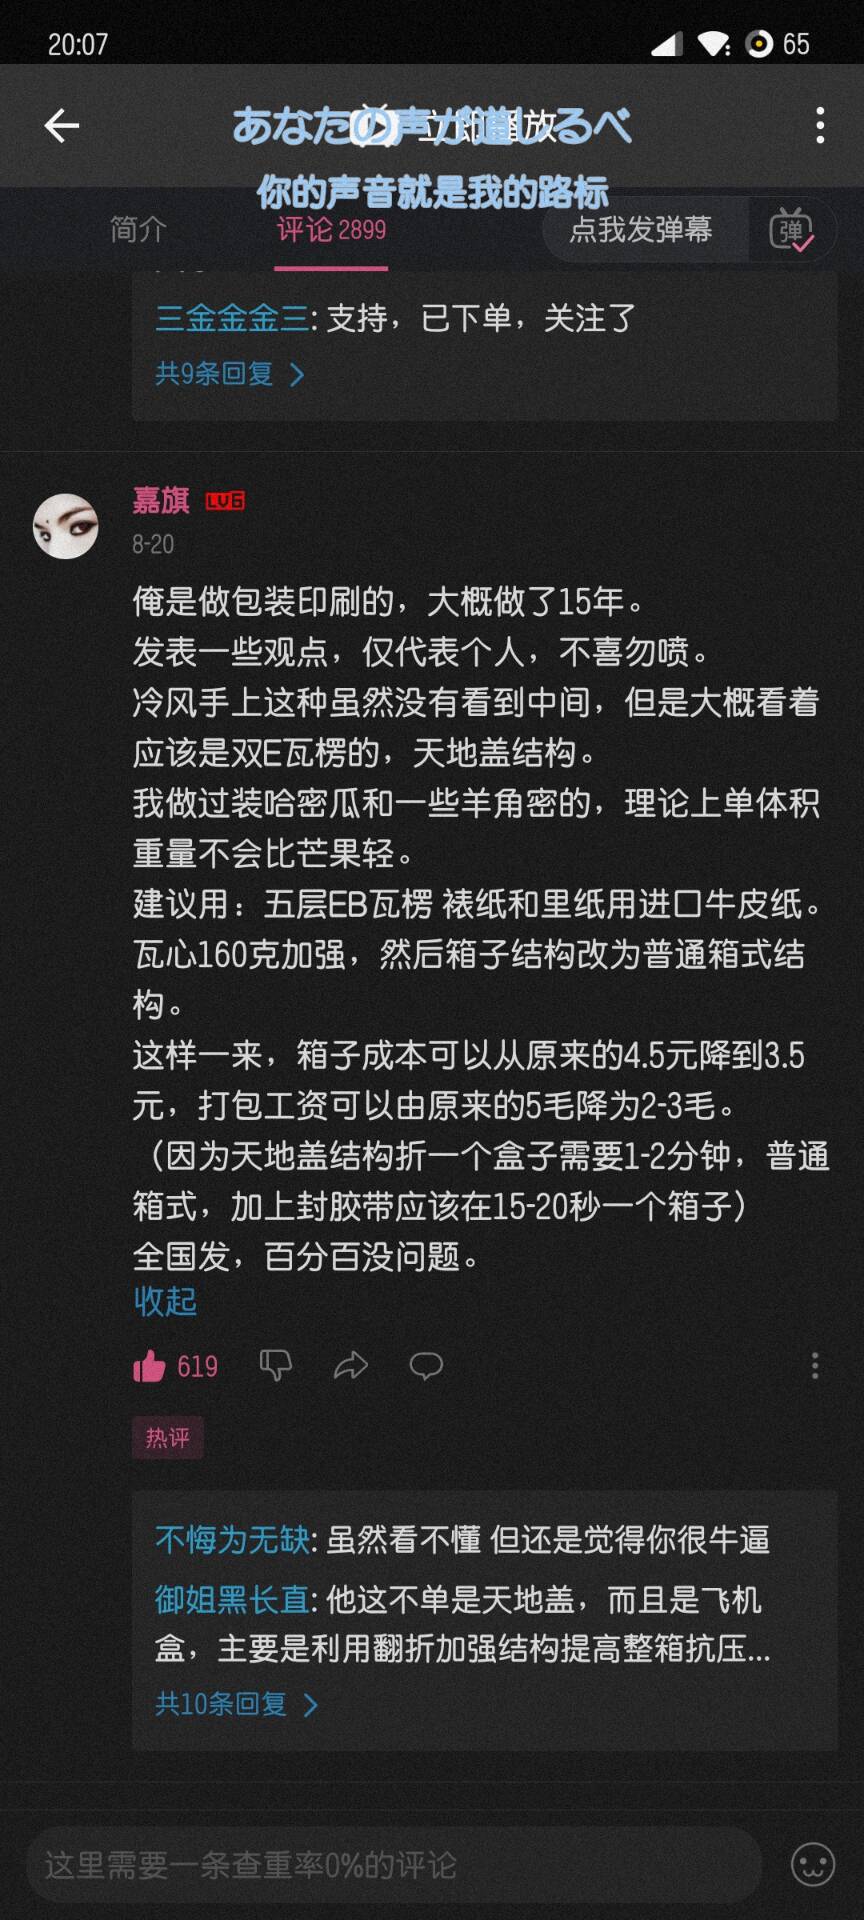 20:07
65
あなたの声が道しるべ
你的声音就是我的路标
简介
评论 2899
点我发弹幕
弹
三金金金三: 支持，已下单，关注了
共9条回复
嘉旗 LV6
8-20
俺是做包装印刷的，大概做了15年。
发表一些观点，仅代表个人，不喜勿喷。
冷风手上这种虽然没有看到中间，但是大概看着
应该是双E瓦楞的，天地盖结构。
我做过装哈密瓜和一些羊角密的，理论上单体积
重量不会比芒果轻。
建议用：五层EB瓦楞 裱纸和里纸用进口牛皮纸。
瓦心160克加强，然后箱子结构改为普通箱式结
构。
这样一来，箱子成本可以从原来的4.5元降到3.5
元，打包工资可以由原来的5毛降为2-3毛。
（因为天地盖结构折一个盒子需要1-2分钟，普通
箱式，加上封胶带应该在15-20秒一个箱子）
全国发，百分百没问题。
收起
619
热评
不悔为无缺: 虽然看不懂 但还是觉得你很牛逼
御姐黑长直: 他这不单是天地盖，而且是飞机
盒，主要是利用翻折加强结构提高整箱抗压...
共10条回复
这里需要一条查重率0%的评论